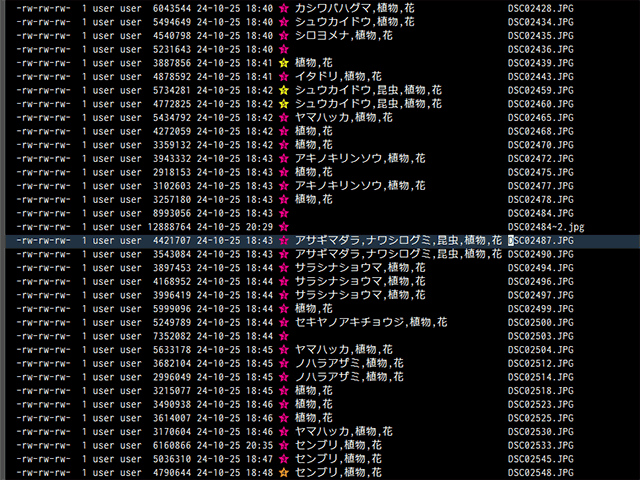 -rw-rw-rw- 1 user user 6043544 24-10-25 18:40 ☆ カシワバハグマ,植物,花 DSC02428.JPG
-rw-rw-rw- 1 user user 5494649 24-10-25 18:40 ☆ シュウカイドウ,植物,花 DSC02431.JPG
-rw-rw-rw- 1 user user 4540798 24-10-25 18:40 ☆ シロヨメナ,植物,花 DSC02435.JPG
-rw-rw-rw- 1 user user 5231643 24-10-25 18:40 ☆ DSC02436.JPG
-rw-rw-rw- 1 user user 3887856 24-10-25 18:41 ☆ 植物,花 DSC02439.JPG
-rw-rw-rw- 1 user user 4878592 24-10-25 18:41 ☆ イタドリ,植物,花 DSC02443.JPG
-rw-rw-rw- 1 user user 5734281 24-10-25 18:42 ☆ シュウカイドウ,昆虫,植物,花 DSC02459.JPG
-rw-rw-rw- 1 user user 4772825 24-10-25 18:42 ☆ シュウカイドウ,昆虫,植物,花 DSC02460.JPG
-rw-rw-rw- 1 user user 5434792 24-10-25 18:42 ☆ ヤマハッカ,植物,花 DSC02465.JPG
-rw-rw-rw- 1 user user 4272059 24-10-25 18:42 ☆ 植物,花 DSC02468.JPG
-rw-rw-rw- 1 user user 3359132 24-10-25 18:42 ☆ 植物,花 DSC02470.JPG
-rw-rw-rw- 1 user user 3943332 24-10-25 18:43 ☆ アキノキリンソウ,植物,花 DSC02472.JPG
-rw-rw-rw- 1 user user 2918153 24-10-25 18:43 ☆ 植物,花 DSC02475.JPG
-rw-rw-rw- 1 user user 3102603 24-10-25 18:43 ☆ アキノキリンソウ,植物,花 DSC02477.JPG
-rw-rw-rw- 1 user user 3257180 24-10-25 18:43 ☆ 植物,花 DSC02478.JPG
-rw-rw-rw- 1 user user 8993056 24-10-25 18:43 ☆ DSC02484.JPG
-rw-rw-rw- 1 user user 12888764 24-10-25 20:29 ☆ DSC02484~2.jpg
-rw-rw-rw- 1 user user 4421707 24-10-25 18:43 ☆ アサギマダラ,ナワシログミ,昆虫,植物,花 DSC02487.JPG
-rw-rw-rw- 1 user user 3543084 24-10-25 18:43 ☆ アサギマダラ,ナワシログミ,昆虫,植物,花 DSC02490.JPG
-rw-rw-rw- 1 user user 3897453 24-10-25 18:44 ☆ サラシナショウマ,植物,花 DSC02494.JPG
-rw-rw-rw- 1 user user 4168952 24-10-25 18:44 ☆ サラシナショウマ,植物,花 DSC02496.JPG
-rw-rw-rw- 1 user user 3996419 24-10-25 18:44 ☆ サラシナショウマ,植物,花 DSC02497.JPG
-rw-rw-rw- 1 user user 5999096 24-10-25 18:44 ☆ 植物,花 DSC02499.JPG
-rw-rw-rw- 1 user user 5249789 24-10-25 18:44 ☆ セキヤノアキチョウジ,植物,花 DSC02500.JPG
-rw-rw-rw- 1 user user 7352082 24-10-25 18:44 ☆ DSC02503.JPG
-rw-rw-rw- 1 user user 5633178 24-10-25 18:45 ☆ ヤマハッカ,植物,花 DSC02504.JPG
-rw-rw-rw- 1 user user 3682104 24-10-25 18:45 ☆ ノハラアザミ,植物,花 DSC02512.JPG
-rw-rw-rw- 1 user user 2996049 24-10-25 18:45 ☆ ノハラアザミ,植物,花 DSC02514.JPG
-rw-rw-rw- 1 user user 3215077 24-10-25 18:45 ☆ 植物,花 DSC02518.JPG
-rw-rw-rw- 1 user user 3490938 24-10-25 18:46 ☆ 植物,花 DSC02523.JPG
-rw-rw-rw- 1 user user 3614007 24-10-25 18:46 ☆ 植物,花 DSC02525.JPG
-rw-rw-rw- 1 user user 3170604 24-10-25 18:46 ☆ ヤマハッカ,植物,花 DSC02530.JPG
-rw-rw-rw- 1 user user 6160866 24-10-25 20:35 ☆ センブリ,植物,花 DSC02533.JPG
-rw-rw-rw- 1 user user 5036310 24-10-25 18:47 ☆ センブリ,植物,花 DSC02545.JPG
-rw-rw-rw- 1 user user 4790644 24-10-25 18:48 ☆ センブリ,植物,花 DSC02548.JPG